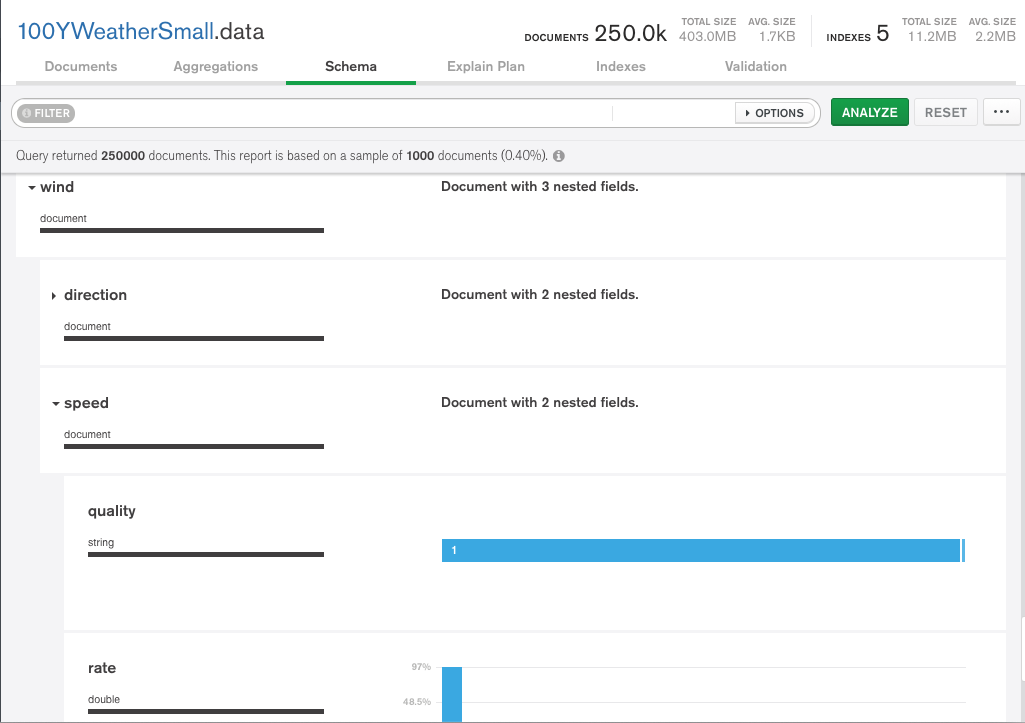 100YWeatherSmall.data
DOCUMENTS 250.0k TOTAL SIZE 403.0MB AVG. SIZE 1.7KB INDEXES 5 TOTAL SIZE 11.2MB AVG. SIZE 2.2MB
Documents Aggregations Schema Explain Plan Indexes Validation
FILTER OPTIONS ANALYZE RESET ...
Query returned 250000 documents. This report is based on a sample of 1000 documents (0.40%).
wind Document with 3 nested fields.
document
direction Document with 2 nested fields.
document
speed Document with 2 nested fields.
document
quality
string 1
rate 97%
double 48.5%